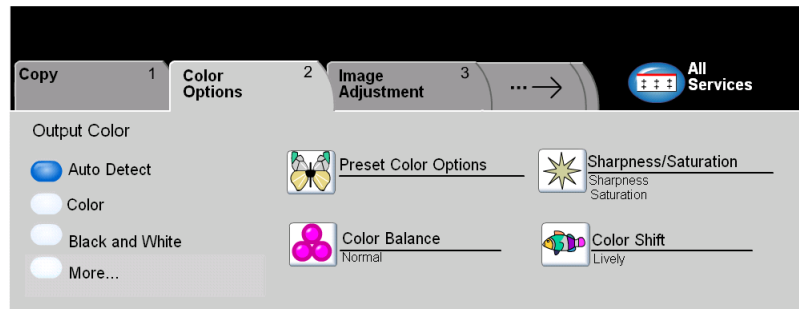 Copy 1
Color Options 2
Image Adjustment 3
All Services
Output Color
Auto Detect
Color
Black and White
More...
Preset Color Options
Color Balance
Normal
Sharpness/Saturation
Sharpness
Saturation
Color Shift
Lively